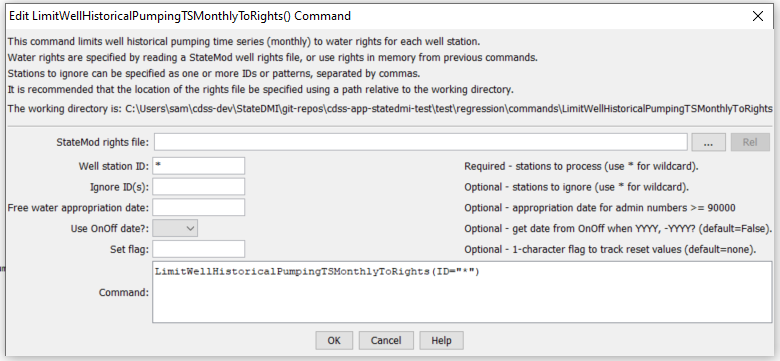 Edit LimitWellHistoricalPumpingTSMonthlyToRights() Command
This command limits well historical pumping time series (monthly) to water rights for each well station.
Water rights are specified by reading a StateMod well rights file, or use rights in memory from previous commands.
Stations to ignore can be specified as one or more IDs or patterns, separated by commas.
It is recommended that the location of the rights file be specified using a path relative to the working directory.
The working directory is: C:\Users\sam\cdss-dev\StateDMI\git-repos\cdss-app-statedmi-test\test\regression\commands\LimitWellHistoricalPumpingTSMonthlyToRights
StateMod rights file: ... Rel
Well station ID: * Required - stations to process (use * for wildcard).
Ignore ID(s): Optional - stations to ignore (use * for wildcard).
Free water appropriation date: Optional - appropriation date for admin numbers >= 90000
Use OnOff date?: Optional - get date from OnOff when YYYY, -YYYY? (default=False).
Set flag: Optional - 1-character flag to track reset values (default=none).
LimitWellHistoricalPumpingTSMonthlyToRights(ID="*")
Command:
OK Cancel Help